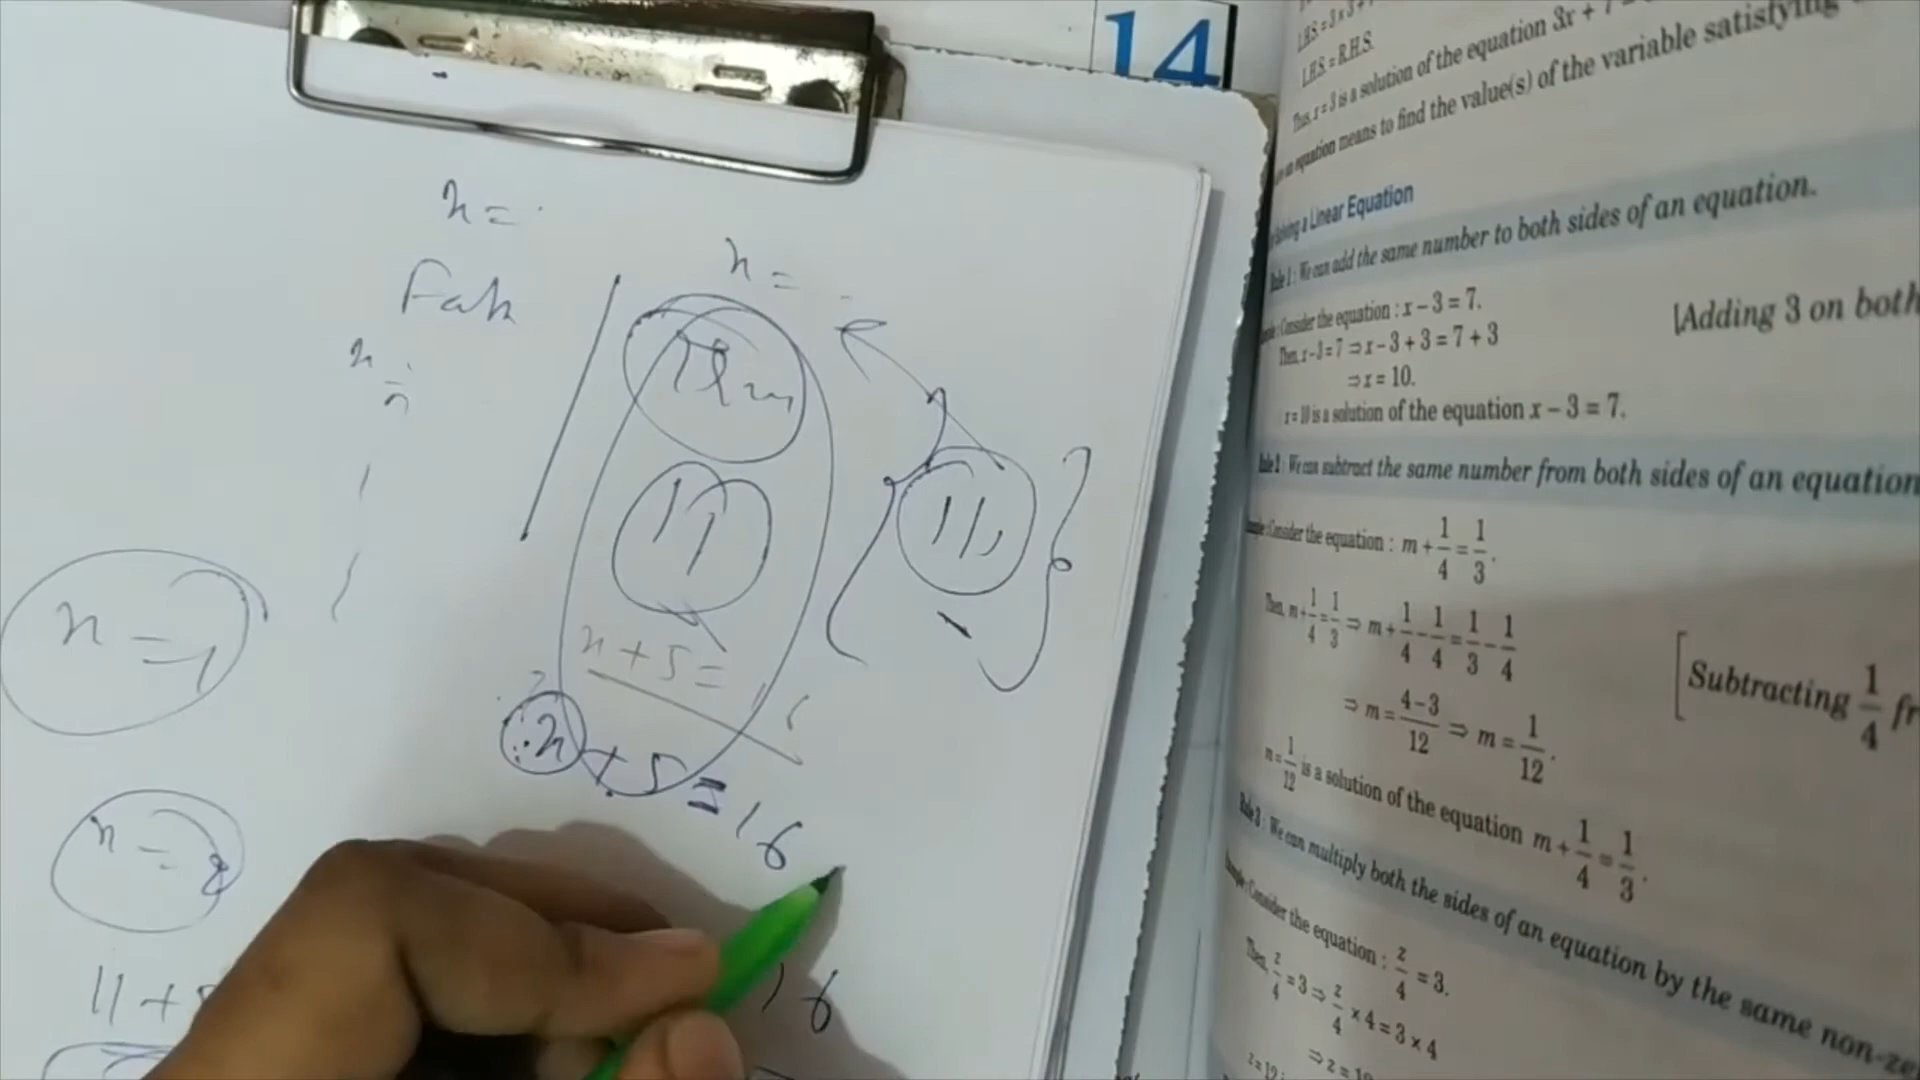 x =
x =
x + 5 =
x + 5 = 16
16
x = 7
x = 8
11 +
11
14
L.H.S. = R.H.S.
Thus, x = 3 is a solution of the equation 3x + 7
an equation means to find the value(s) of the variable satisfying
Solving a Linear Equation
Rule 1 : We can add the same number to both sides of an equation.
Consider the equation : x – 3 = 7.
Then, x – 3 = 7 ⇒ x – 3 + 3 = 7 + 3
[Adding 3 on both
⇒ x = 10.
x = 10 is a solution of the equation x – 3 = 7.
Rule 2 : We can subtract the same number from both sides of an equation
Consider the equation : m + 1/4 = 1/3.
Then, m + 1/4 = 1/3 ⇒ m + 1/4 – 1/4 = 1/3 – 1/4
[Subtracting 1/4 fr
⇒ m = 4 – 3/12 ⇒ m = 1/12.
m = 1/12 is a solution of the equation m + 1/4 = 1/3.
Rule 3 : We can multiply both the sides of an equation by the same non-ze
Consider the equation : z/4 = 3.
Then, z/4 = 3 ⇒ z/4 × 4 = 3 × 4